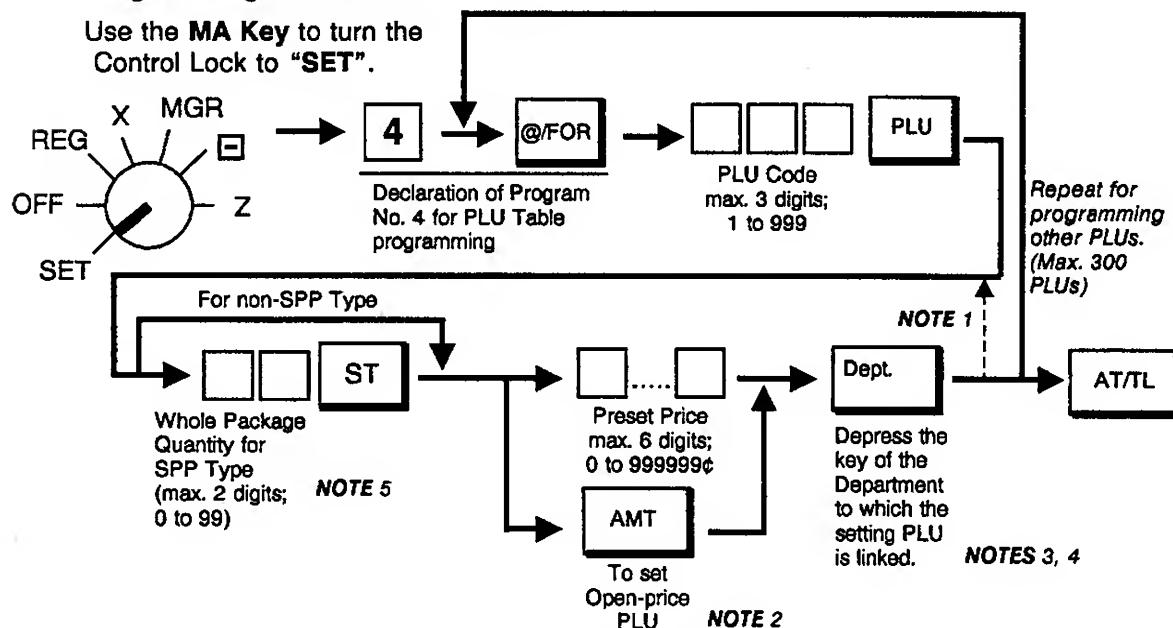 Use the MA Key to turn the
Control Lock to "SET".
OFF
REG
X
MGR
Z
SET
4
@/FOR
Declaration of Program
No. 4 for PLU Table
programming
PLU
PLU Code
max. 3 digits;
1 to 999
Repeat for
programming
other PLUs.
(Max. 300
PLUs)
For non-SPP Type
NOTE 1
ST
Whole Package
Quantity for
SPP Type
(max. 2 digits;
0 to 99)
NOTE 5
.....
Preset Price
max. 6 digits;
0 to 999999¢
AMT
To set
Open-price
PLU
NOTE 2
Dept.
Depress the
key of the
Department
to which the
setting PLU
is linked.
NOTES 3, 4
AT/TL